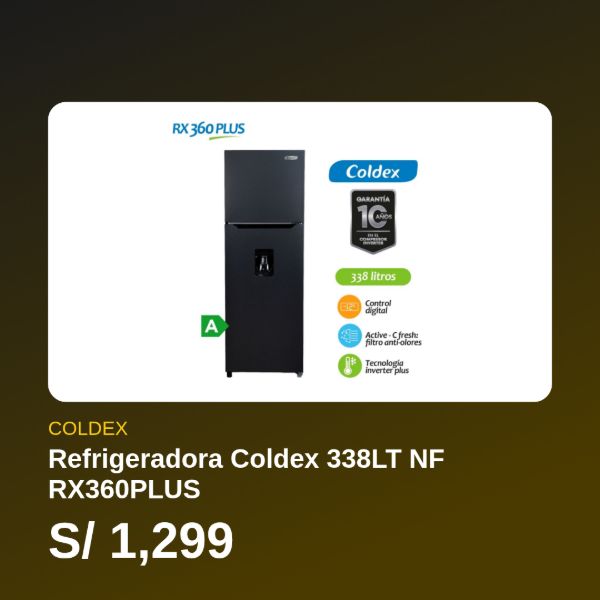 RX 360 PLUS
Coldex
GARANTÍA
10 AÑOS
EN EL
COMPRESOR
INVERTER
338 litros
Control
digital
Active - C fresh:
filtro anti-olores
Tecnología
inverter plus
A
COLDEX
Refrigeradora Coldex 338LT NF
RX360PLUS
S/ 1,299